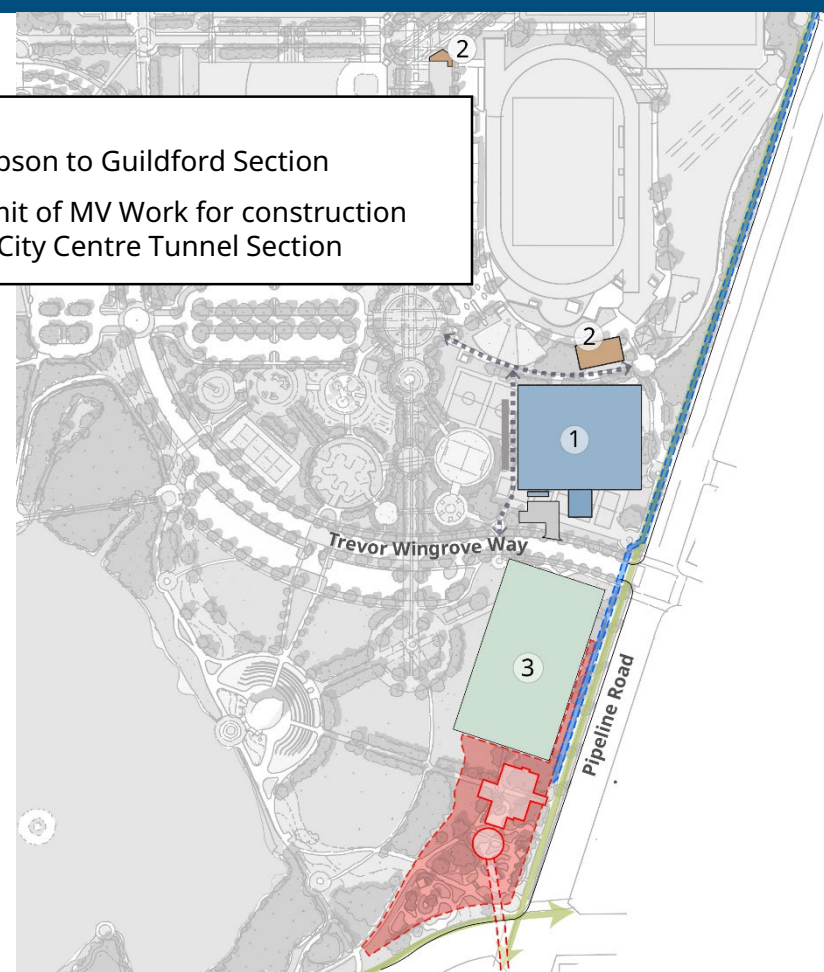 2
pson to Guildford Section
nit of MV Work for construction
City Centre Tunnel Section
2
1
Trevor Wingrove Way
3
Pipeline Road